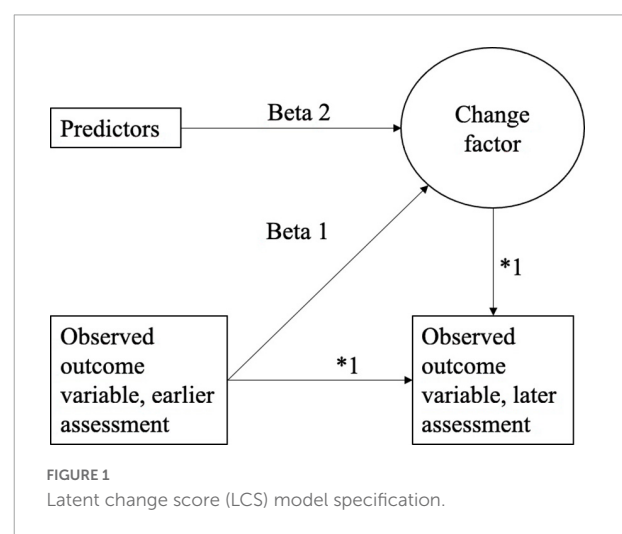 Predictors
Beta 2
Change
factor
Beta 1
*1
Observed
outcome
variable, earlier
assessment
*1
Observed
outcome
variable, later
assessment
FIGURE 1
Latent change score (LCS) model specification.